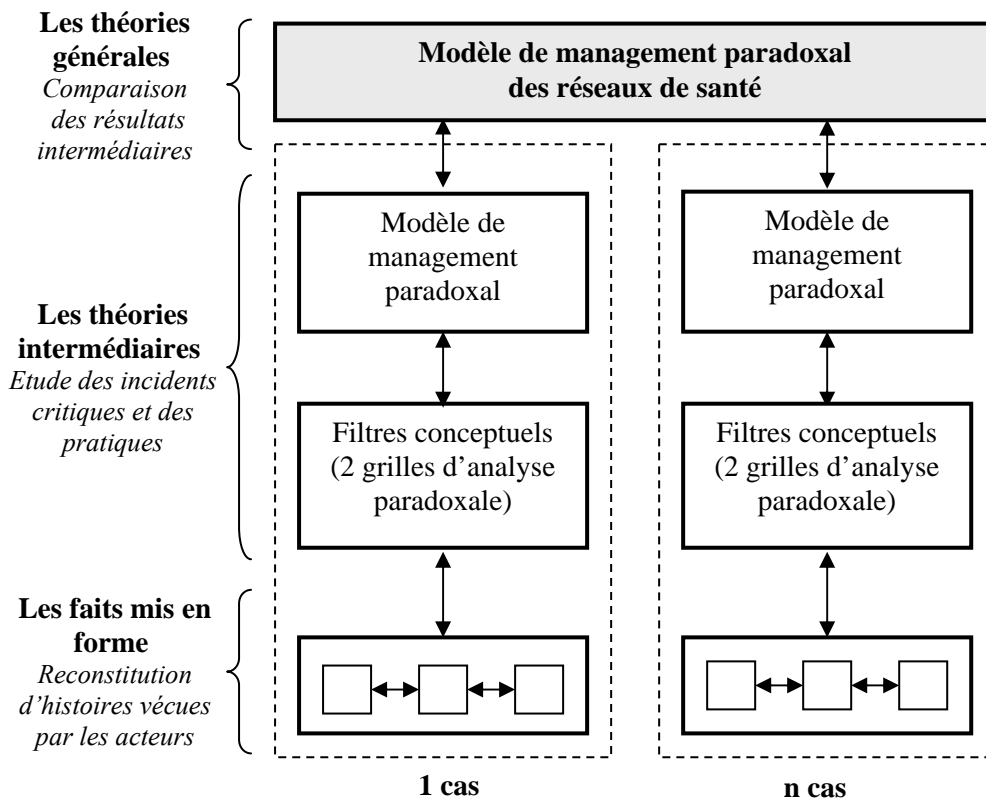 Les théories
générales
Comparaison
des résultats
intermédiaires
Modèle de management paradoxal
des réseaux de santé
Les théories
intermédiaires
Etude des incidents
critiques et des
pratiques
Modèle de
management
paradoxal
Modèle de
management
paradoxal
Filtres conceptuels
(2 grilles d’analyse
paradoxale)
Filtres conceptuels
(2 grilles d’analyse
paradoxale)
Les faits mis en
forme
Reconstitution
d’histoires vécues
par les acteurs
1 cas
n cas